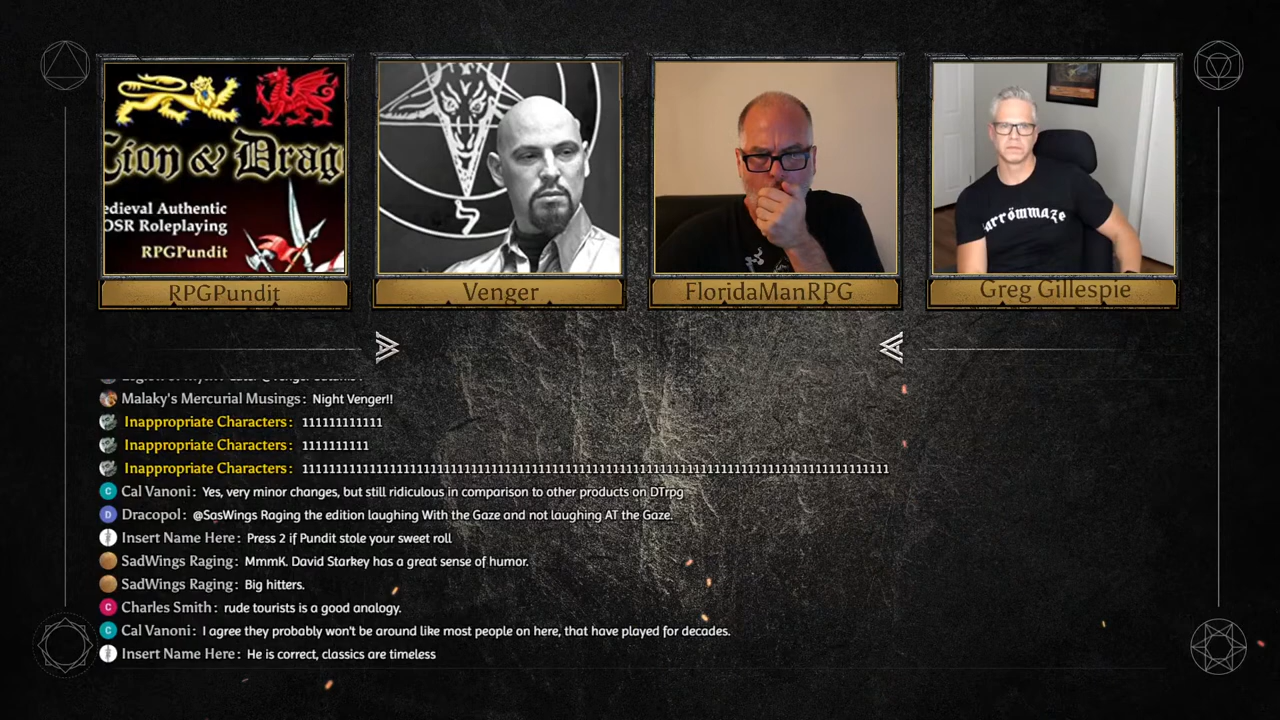 Lion & Drag
edieval Authentic
OSR Roleplaying
RPGPundit
arröwmaze
RPGPundit
Venger
FloridaManRPG
Greg Gillespie
Malaky's Mercurial Musings: Night Venger!!
Inappropriate Characters: 111111111111
Inappropriate Characters: 1111111111
Cal Vanoni: Yes, very minor changes, but still ridiculous in comparison to other products on DTrpg
Dracopol: @SasWings Raging the edition laughing With the Gaze and not laughing AT the Gaze.
Insert Name Here: Press 2 if Pundit stole your sweet roll
SadWings Raging: MmmK. David Starkey has a great sense of humor.
SadWings Raging: Big hitters.
Charles Smith: rude tourists is a good analogy.
Cal Vanoni: I agree they probably won't be around like most people on here, that have played for decades.
Insert Name Here: He is correct, classics are timeless